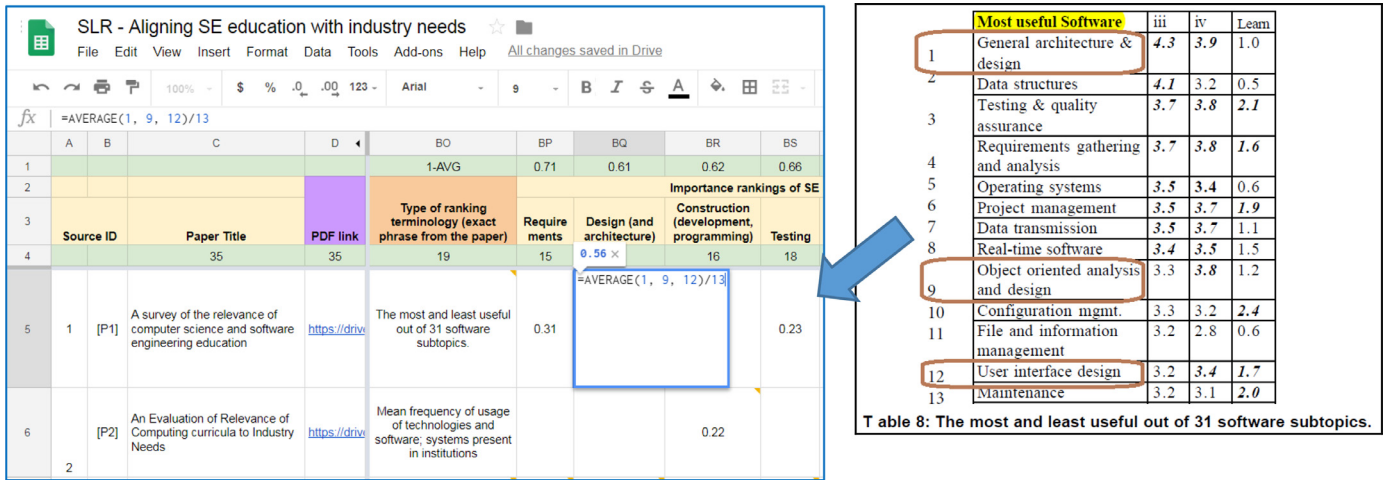 SLR - Aligning SE education with industry needs
File Edit View Insert Format Data Tools Add-ons Help All changes saved in Drive
100% $ % .0 .00 123 Arial 9 B I S A
fx =AVERAGE(1, 9, 12)/13
A B C D BO BP BQ BR BS
1 1-AVG 0.71 0.61 0.62 0.66
2 Importance rankings of SE
3 Source ID Paper Title PDF link Type of ranking
terminology (exact
phrase from the paper) Require
ments Design (and
architecture) Construction
(development,
programming) Testing
4 35 35 19 15 0.56 × 16 18
=AVERAGE(1, 9, 12)/13
5 1 [P1] A survey of the relevance of
computer science and software
engineering education https://drive The most and least useful
out of 31 software
subtopics. 0.31 0.23
6 2 [P2] An Evaluation of Relevance of
Computing curricula to Industry
Needs https://drive Mean frequency of usage
of technologies and
software; systems present
in institutions 0.22
Most useful Software iii iv Learn
1 General architecture & 4.3 3.9 1.0
design
2 Data structures 4.1 3.2 0.5
3 Testing & quality 3.7 3.8 2.1
assurance
4 Requirements gathering 3.7 3.8 1.6
and analysis
5 Operating systems 3.5 3.4 0.6
6 Project management 3.5 3.7 1.9
7 Data transmission 3.5 3.7 1.1
8 Real-time software 3.4 3.5 1.5
9 Object oriented analysis 3.3 3.8 1.2
and design
10 Configuration mgmt. 3.3 3.2 2.4
11 File and information 3.2 2.8 0.6
management
12 User interface design 3.2 3.4 1.7
13 Maintenance 3.2 3.1 2.0
T able 8: The most and least useful out of 31 software subtopics.